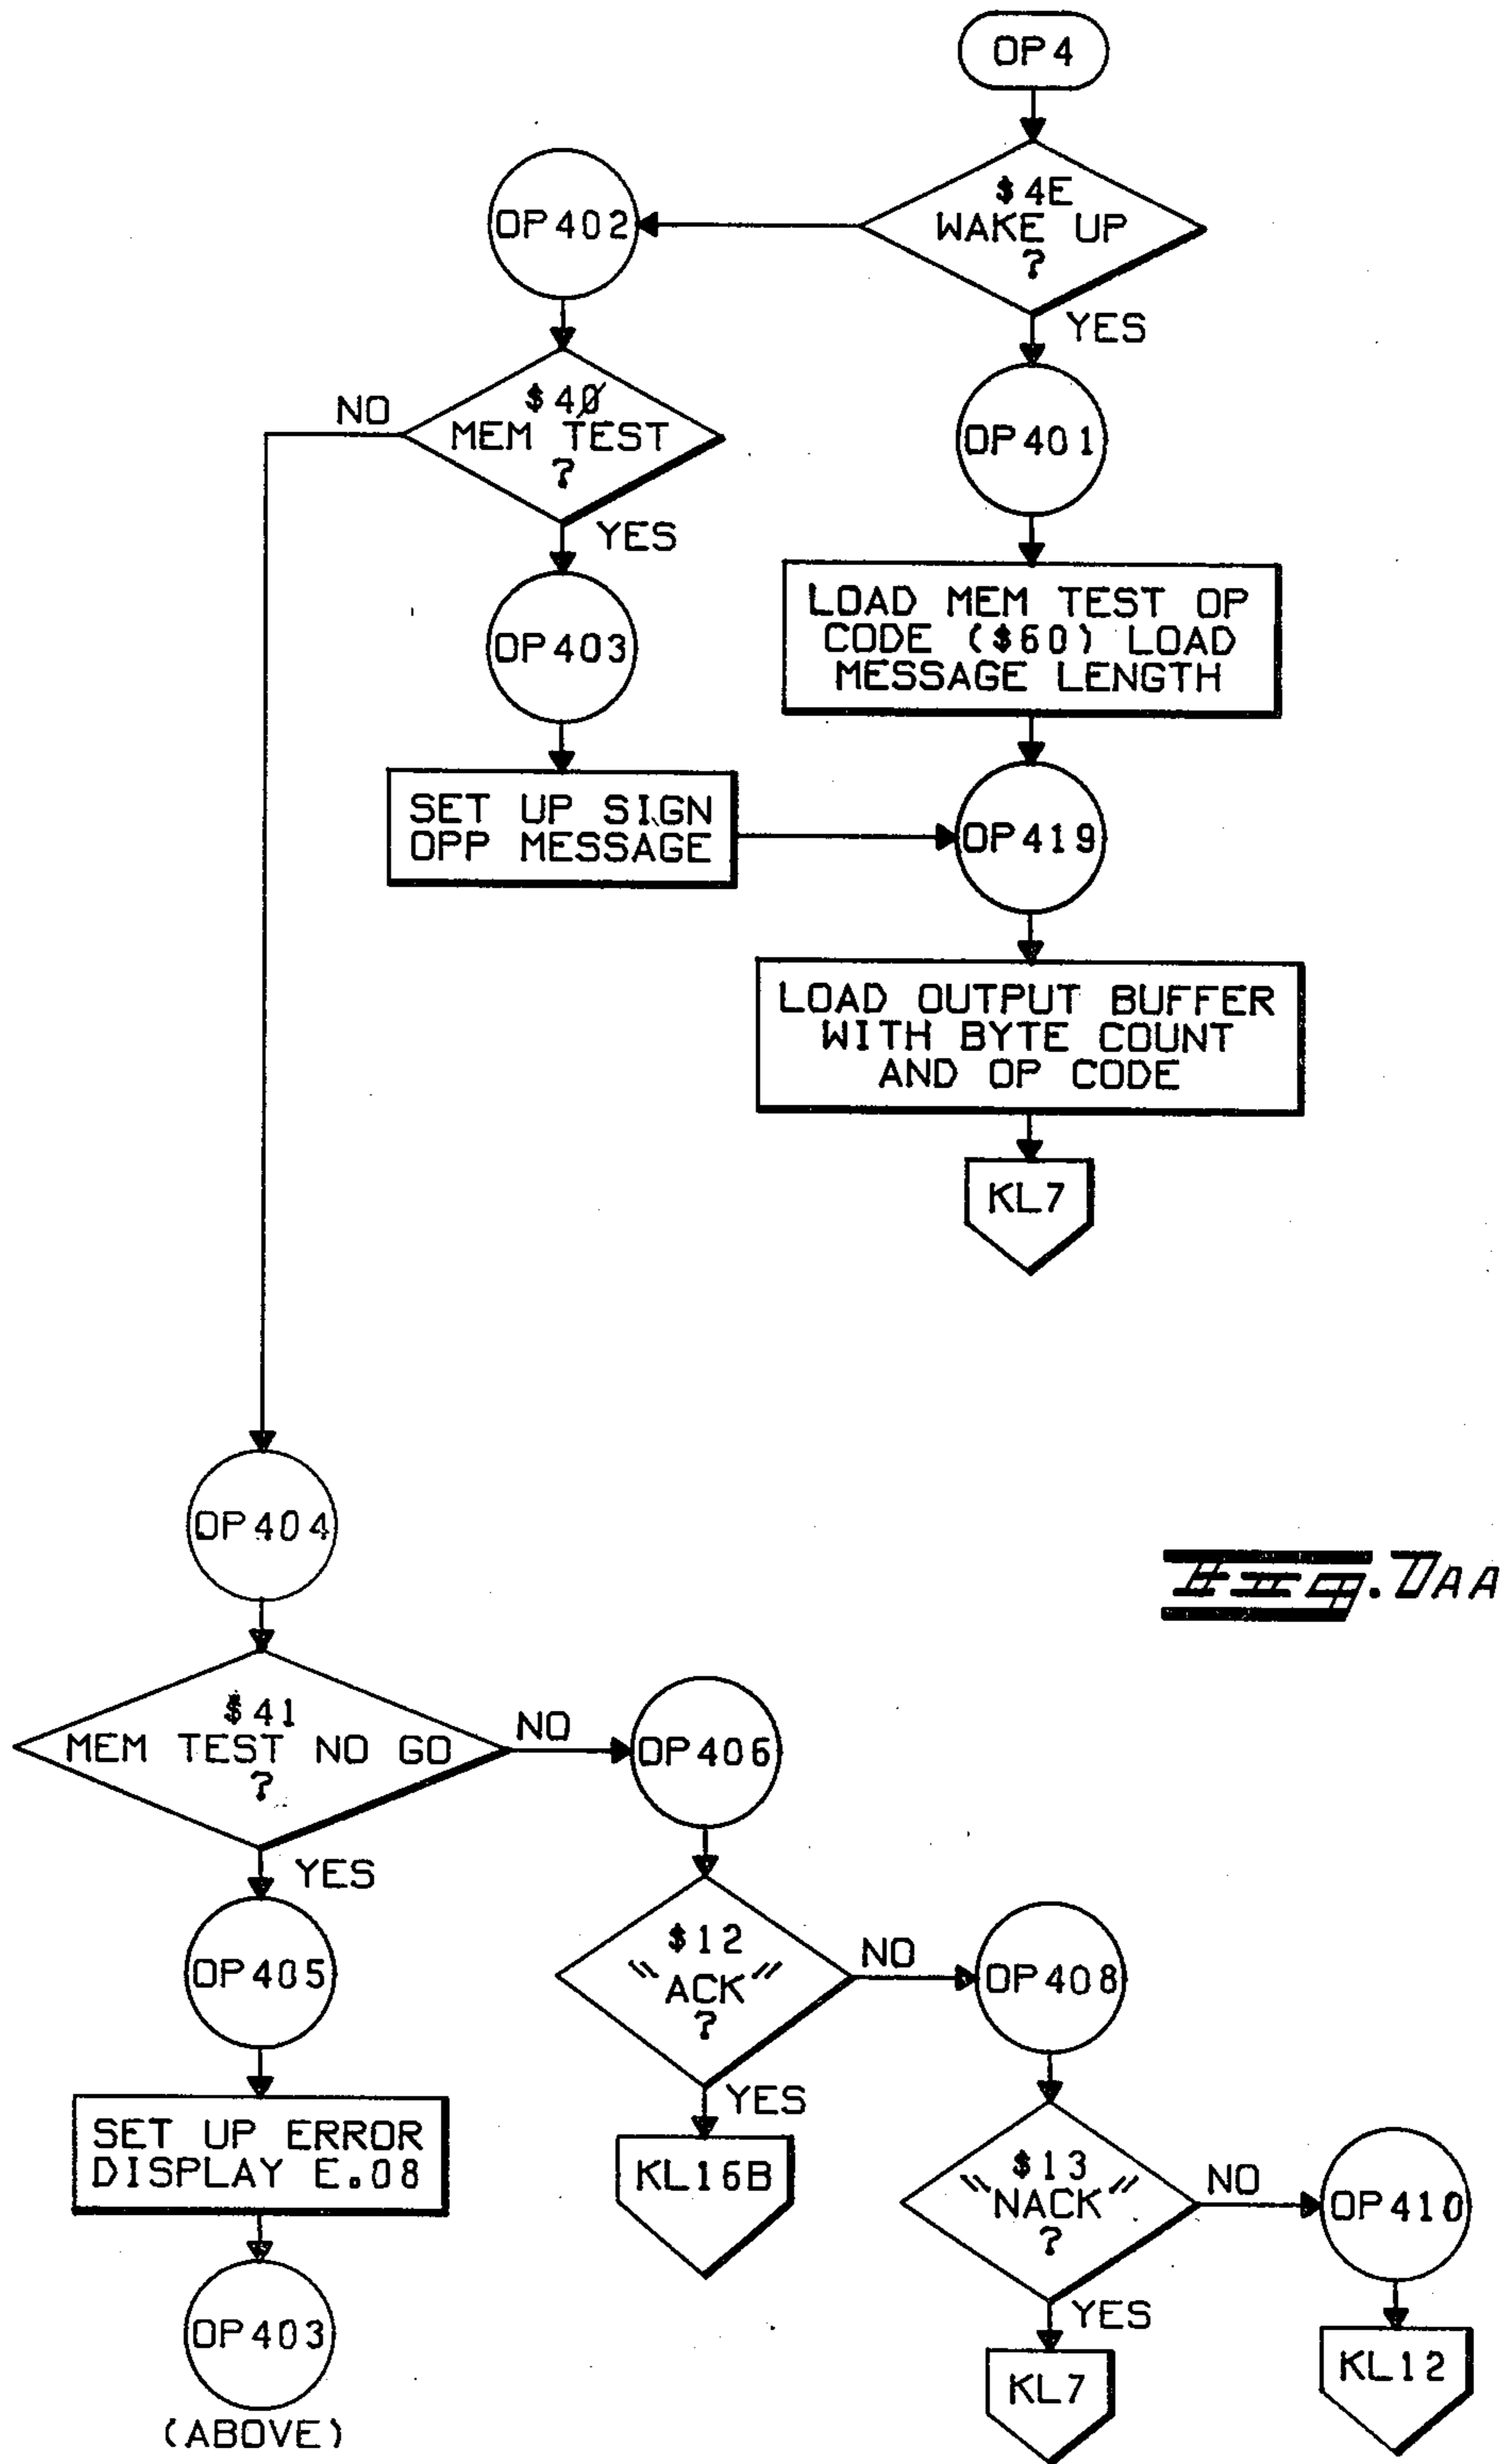 OP4
$4E
WAKE UP
?
YES
OP402
OP401
$40
MEM TEST
?
NO
YES
LOAD MEM TEST OP
CODE ($60) LOAD
MESSAGE LENGTH
OP403
SET UP SIGN
OPP MESSAGE
OP419
LOAD OUTPUT BUFFER
WITH BYTE COUNT
AND OP CODE
KL7
OP404
Fig. 7AA
$41
MEM TEST NO GO
?
NO
YES
OP406
OP405
$12
"ACK"
?
NO
YES
OP408
SET UP ERROR
DISPLAY E.08
KL16B
$13
"NACK"
?
NO
YES
OP410
OP403
(ABOVE)
KL7
KL12